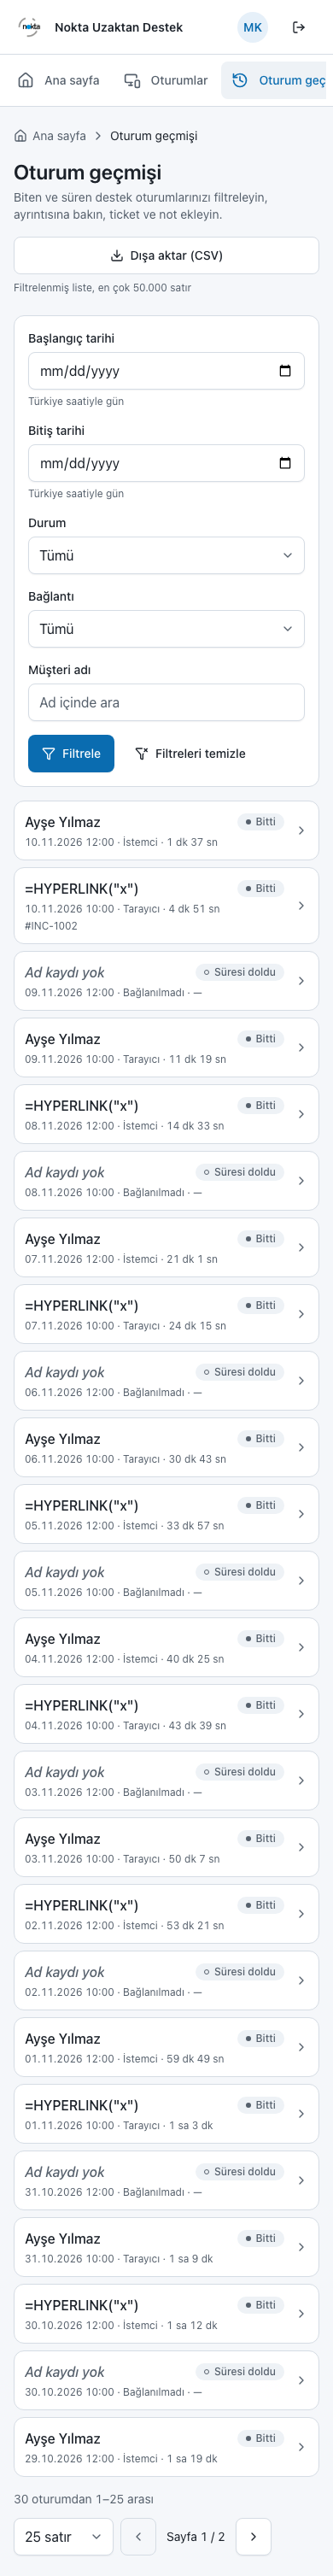 nokta
Nokta Uzaktan Destek
MK
Ana sayfa
Oturumlar
Oturum geç
Ana sayfa
Oturum geçmişi
Oturum geçmişi
Biten ve süren destek oturumlarınızı filtreleyin,
ayrıntısına bakın, ticket ve not ekleyin.
Dışa aktar (CSV)
Filtrelenmiş liste, en çok 50.000 satır
Başlangıç tarihi
mm/dd/yyyy
Türkiye saatiyle gün
Bitiş tarihi
mm/dd/yyyy
Türkiye saatiyle gün
Durum
Tümü
Bağlantı
Tümü
Müşteri adı
Ad içinde ara
Filtrele
Filtreleri temizle
Ayşe Yılmaz
Bitti
10.11.2026 12:00 · İstemci · 1 dk 37 sn
=HYPERLINK("x")
Bitti
10.11.2026 10:00 · Tarayıcı · 4 dk 51 sn
#INC-1002
Ad kaydı yok
Süresi doldu
09.11.2026 12:00 · Bağlanılmadı · —
Ayşe Yılmaz
Bitti
09.11.2026 10:00 · Tarayıcı · 11 dk 19 sn
=HYPERLINK("x")
Bitti
08.11.2026 12:00 · İstemci · 14 dk 33 sn
Ad kaydı yok
Süresi doldu
08.11.2026 10:00 · Bağlanılmadı · —
Ayşe Yılmaz
Bitti
07.11.2026 12:00 · İstemci · 21 dk 1 sn
=HYPERLINK("x")
Bitti
07.11.2026 10:00 · Tarayıcı · 24 dk 15 sn
Ad kaydı yok
Süresi doldu
06.11.2026 12:00 · Bağlanılmadı · —
Ayşe Yılmaz
Bitti
06.11.2026 10:00 · Tarayıcı · 30 dk 43 sn
=HYPERLINK("x")
Bitti
05.11.2026 12:00 · İstemci · 33 dk 57 sn
Ad kaydı yok
Süresi doldu
05.11.2026 10:00 · Bağlanılmadı · —
Ayşe Yılmaz
Bitti
04.11.2026 12:00 · İstemci · 40 dk 25 sn
=HYPERLINK("x")
Bitti
04.11.2026 10:00 · Tarayıcı · 43 dk 39 sn
Ad kaydı yok
Süresi doldu
03.11.2026 12:00 · Bağlanılmadı · —
Ayşe Yılmaz
Bitti
03.11.2026 10:00 · Tarayıcı · 50 dk 7 sn
=HYPERLINK("x")
Bitti
02.11.2026 12:00 · İstemci · 53 dk 21 sn
Ad kaydı yok
Süresi doldu
02.11.2026 10:00 · Bağlanılmadı · —
Ayşe Yılmaz
Bitti
01.11.2026 12:00 · İstemci · 59 dk 49 sn
=HYPERLINK("x")
Bitti
01.11.2026 10:00 · Tarayıcı · 1 sa 3 dk
Ad kaydı yok
Süresi doldu
31.10.2026 12:00 · Bağlanılmadı · —
Ayşe Yılmaz
Bitti
31.10.2026 10:00 · Tarayıcı · 1 sa 9 dk
=HYPERLINK("x")
Bitti
30.10.2026 12:00 · İstemci · 1 sa 12 dk
Ad kaydı yok
Süresi doldu
30.10.2026 10:00 · Bağlanılmadı · —
Ayşe Yılmaz
Bitti
29.10.2026 12:00 · İstemci · 1 sa 19 dk
30 oturumdan 1–25 arası
25 satır
Sayfa 1 / 2